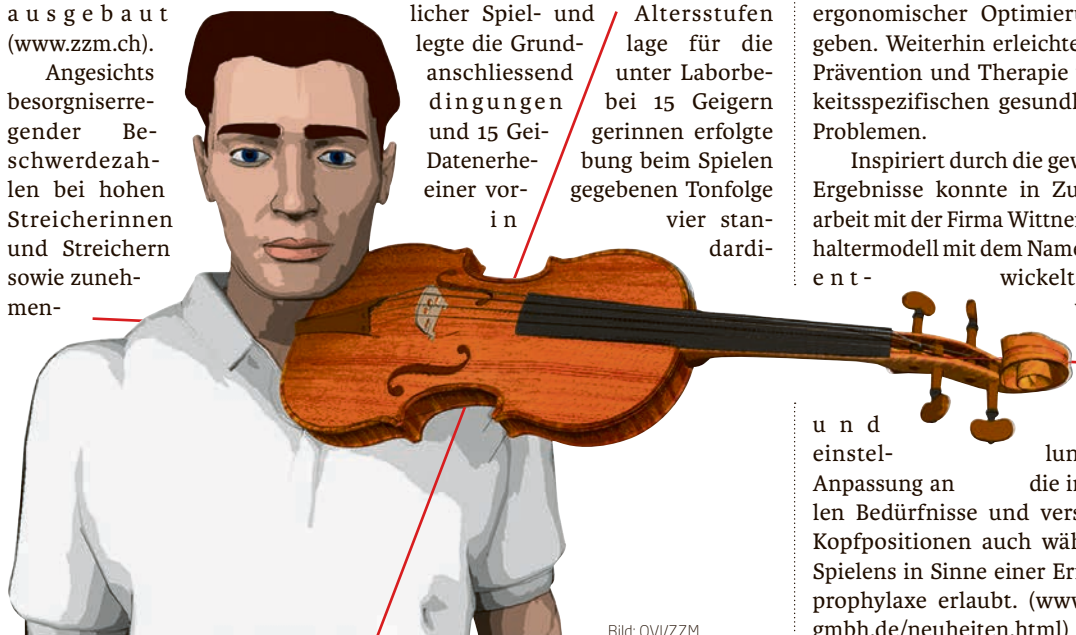 ausgebaut
(www.zzm.ch).
Angesichts
besorgniserre-
gender Be-
schwerdezah-
len bei hohen
Streicherinnen
und Streichern
sowie zuneh-
men-
licher Spiel- und Altersstufen
legte die Grund- lage für die
anschliessend unter Laborbe-
dingungen bei 15 Geigern
und 15 Gei- gerinnen erfolgte
Datenerhe- bung beim Spielen
einer vor- gegebenen Tonfolge
in vier stan-
dardi-
Bild: OVI/ZZM
ergonomischer Optimieru
geben. Weiterhin erleichte
Prävention und Therapie
keitsspezifischen gesundh
Problemen.
Inspiriert durch die gew
Ergebnisse konnte in Zu
arbeit mit der Firma Wittne
haltermodell mit dem Name
ent- wickelt
und
einstel- lun
Anpassung an die in
len Bedürfnisse und vers
Kopfpositionen auch wäh
Spielens in Sinne einer Er
prophylaxe erlaubt. (www
gmbh.de/neuheiten.html)